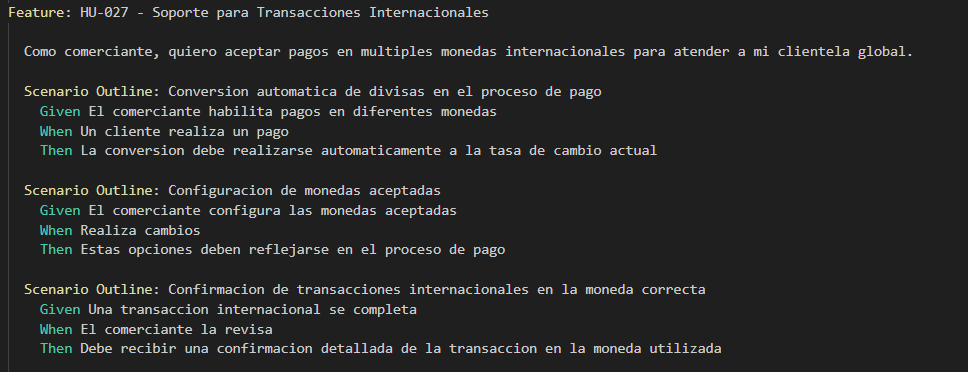 Feature: HU-027 - Soporte para Transacciones Internacionales
Como comerciante, quiero aceptar pagos en multiples monedas internacionales para atender a mi clientela global.
Scenario Outline: Conversion automatica de divisas en el proceso de pago
Given El comerciante habilita pagos en diferentes monedas
When Un cliente realiza un pago
Then La conversion debe realizarse automaticamente a la tasa de cambio actual
Scenario Outline: Configuracion de monedas aceptadas
Given El comerciante configura las monedas aceptadas
When Realiza cambios
Then Estas opciones deben reflejarse en el proceso de pago
Scenario Outline: Confirmacion de transacciones internacionales en la moneda correcta
Given Una transaccion internacional se completa
When El comerciante la revisa
Then Debe recibir una confirmacion detallada de la transaccion en la moneda utilizada